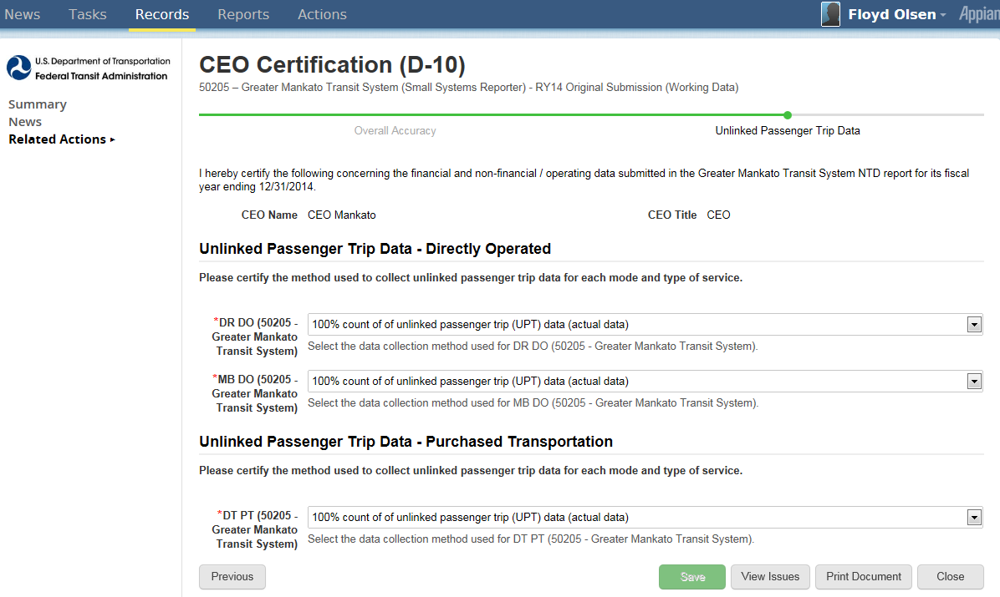 News Tasks Records Reports Actions Floyd Olsen Appian
U.S. Department of Transportation
Federal Transit Administration
Summary
News
Related Actions
CEO Certification (D-10)
50205 – Greater Mankato Transit System (Small Systems Reporter) - RY14 Original Submission (Working Data)
Overall Accuracy Unlinked Passenger Trip Data
I hereby certify the following concerning the financial and non-financial / operating data submitted in the Greater Mankato Transit System NTD report for its fiscal
year ending 12/31/2014.
CEO Name CEO Mankato CEO Title CEO
Unlinked Passenger Trip Data - Directly Operated
Please certify the method used to collect unlinked passenger trip data for each mode and type of service.
*DR DO (50205 -
Greater Mankato
Transit System)
100% count of of unlinked passenger trip (UPT) data (actual data)
Select the data collection method used for DR DO (50205 - Greater Mankato Transit System).
*MB DO (50205 -
Greater Mankato
Transit System)
100% count of of unlinked passenger trip (UPT) data (actual data)
Select the data collection method used for MB DO (50205 - Greater Mankato Transit System).
Unlinked Passenger Trip Data - Purchased Transportation
Please certify the method used to collect unlinked passenger trip data for each mode and type of service.
*DT PT (50205 -
Greater Mankato
Transit System)
100% count of of unlinked passenger trip (UPT) data (actual data)
Select the data collection method used for DT PT (50205 - Greater Mankato Transit System).
Previous Save View Issues Print Document Close